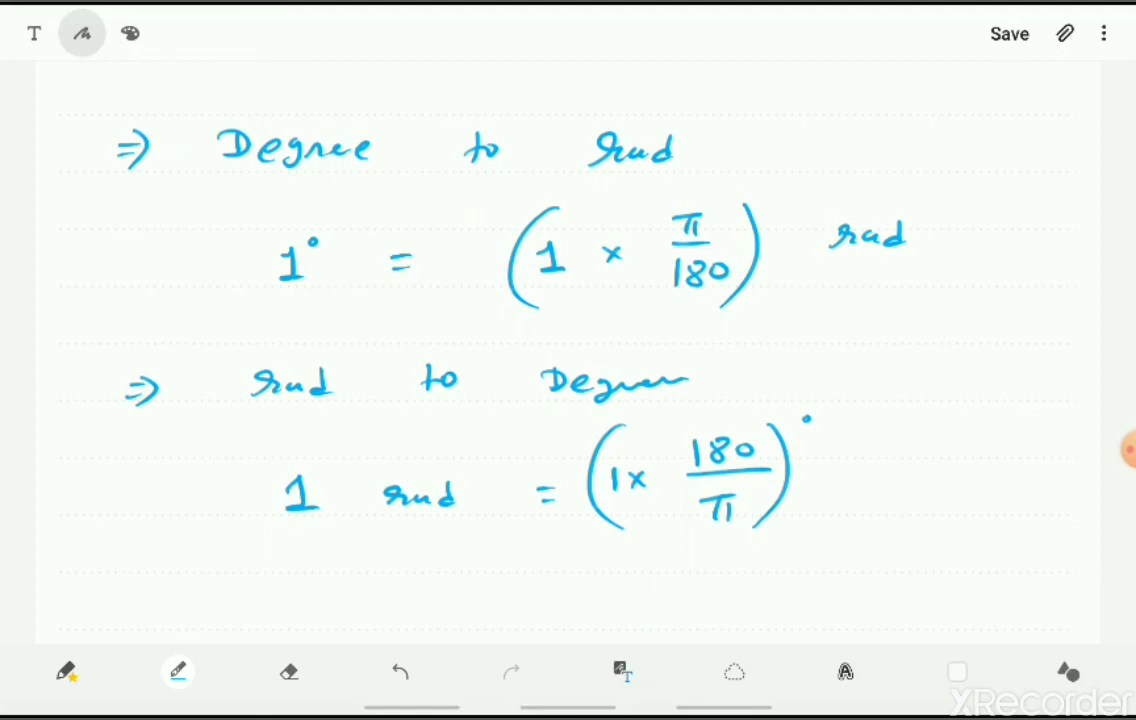 T Save
⇒ Degree to rad
1° = (1 × π/180) rad
⇒ rad to Degree
1 rad = (1 × 180/π)°
T A
XRecorder